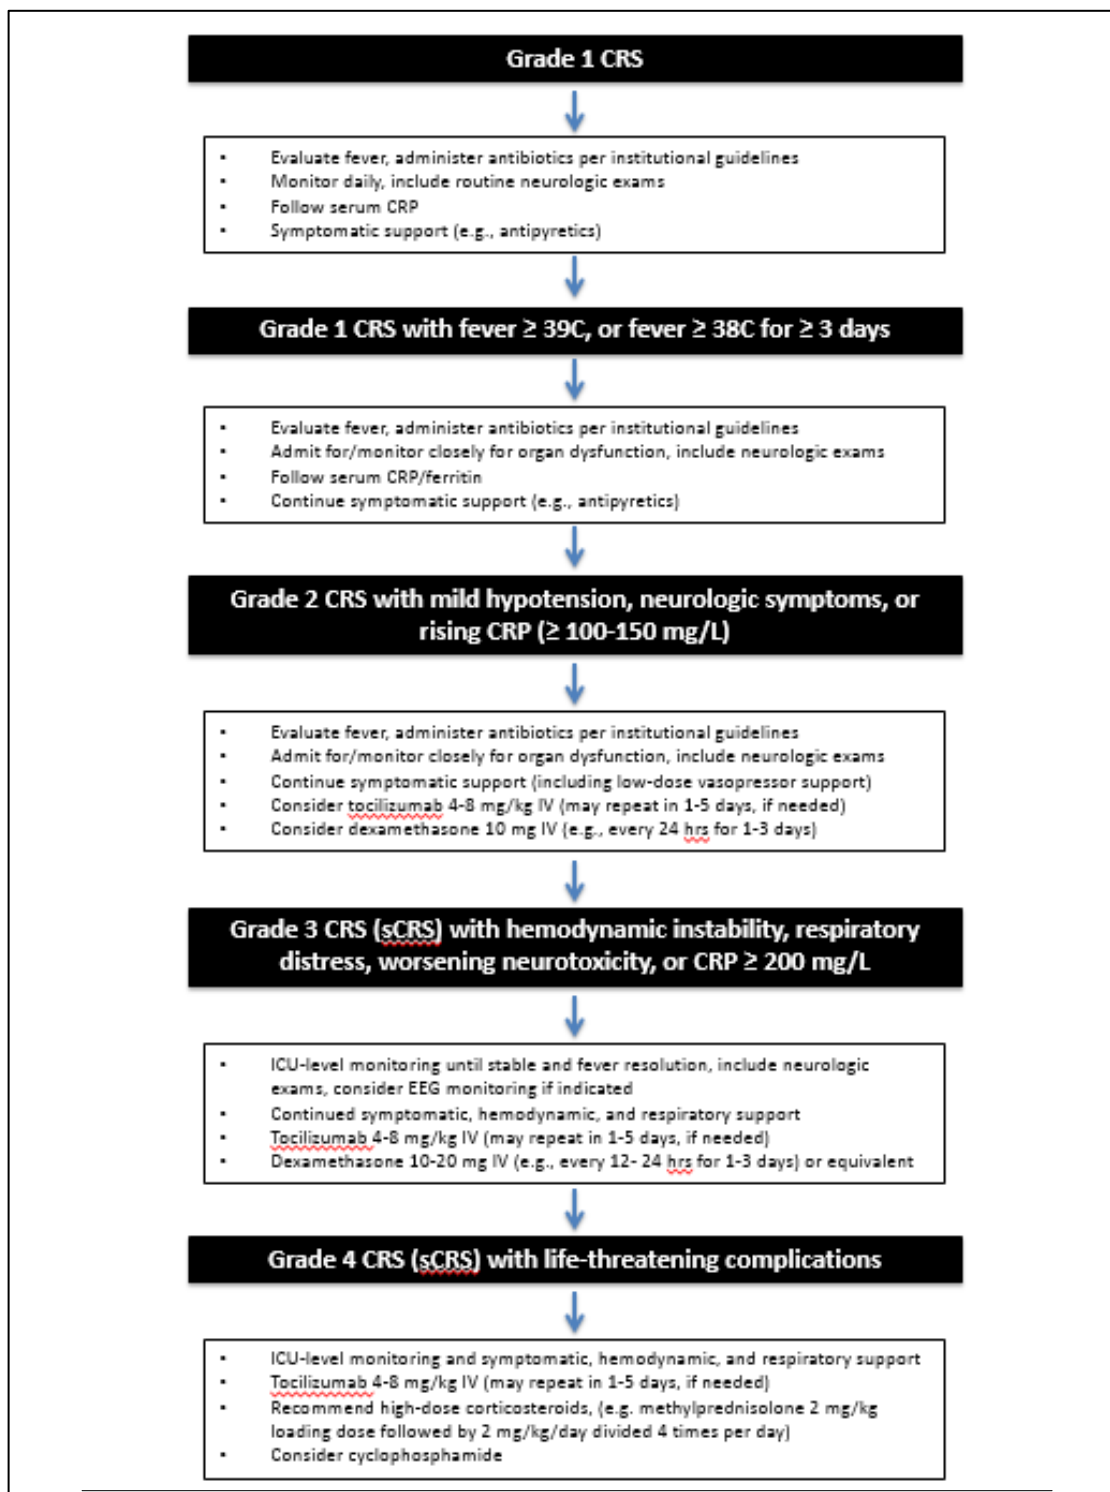 Grade 1 CRS
▪ Evaluate fever, administer antibiotics per institutional guidelines
▪ Monitor daily, include routine neurologic exams
▪ Follow serum CRP
▪ Symptomatic support (e.g., antipyretics)
Grade 1 CRS with fever ≥ 39C, or fever ≥ 38C for ≥ 3 days
▪ Evaluate fever, administer antibiotics per institutional guidelines
▪ Admit for/monitor closely for organ dysfunction, include neurologic exams
▪ Follow serum CRP/ferritin
▪ Continue symptomatic support (e.g., antipyretics)
Grade 2 CRS with mild hypotension, neurologic symptoms, or
rising CRP (≥ 100-150 mg/L)
▪ Evaluate fever, administer antibiotics per institutional guidelines
▪ Admit for/monitor closely for organ dysfunction, include neurologic exams
▪ Continue symptomatic support (including low-dose vasopressor support)
▪ Consider tocilizumab 4-8 mg/kg IV (may repeat in 1-5 days, if needed)
▪ Consider dexamethasone 10 mg IV (e.g., every 24 hrs for 1-3 days)
Grade 3 CRS (sCRS) with hemodynamic instability, respiratory
distress, worsening neurotoxicity, or CRP ≥ 200 mg/L
▪ ICU-level monitoring until stable and fever resolution, include neurologic
exams, consider EEG monitoring if indicated
▪ Continued symptomatic, hemodynamic, and respiratory support
▪ Tocilizumab 4-8 mg/kg IV (may repeat in 1-5 days, if needed)
▪ Dexamethasone 10-20 mg IV (e.g., every 12- 24 hrs for 1-3 days) or equivalent
Grade 4 CRS (sCRS) with life-threatening complications
▪ ICU-level monitoring and symptomatic, hemodynamic, and respiratory support
▪ Tocilizumab 4-8 mg/kg IV (may repeat in 1-5 days, if needed)
▪ Recommend high-dose corticosteroids, (e.g. methylprednisolone 2 mg/kg
loading dose followed by 2 mg/kg/day divided 4 times per day)
▪ Consider cyclophosphamide